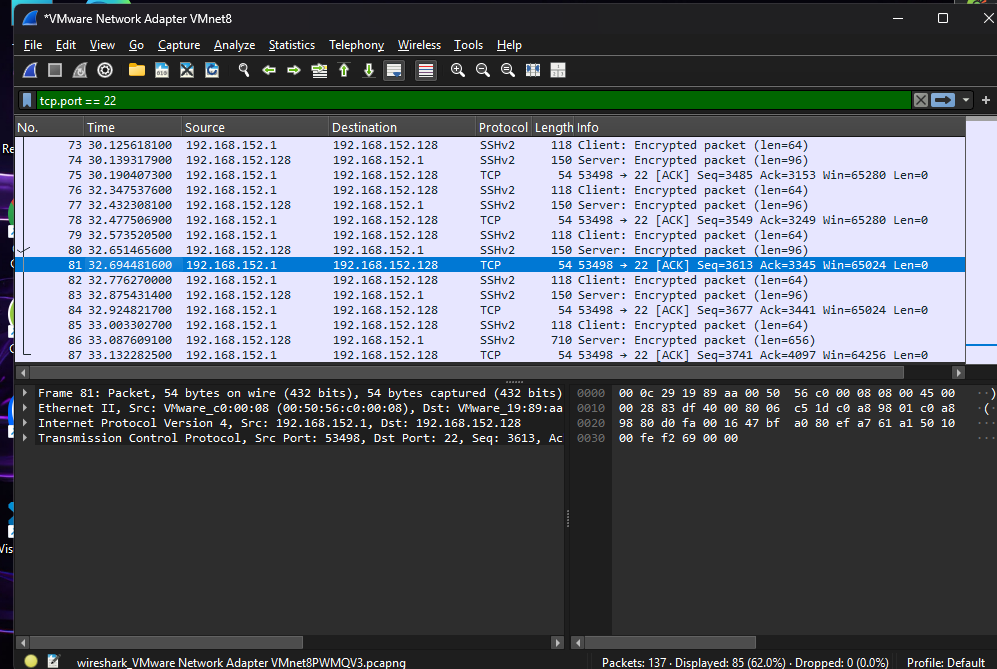 *VMware Network Adapter VMnet8
File Edit View Go Capture Analyze Statistics Telephony Wireless Tools Help
tcp.port == 22
No. Time Source Destination Protocol Length Info
73 30.125618100 192.168.152.1 192.168.152.128 SSHv2 118 Client: Encrypted packet (len=64)
74 30.139317900 192.168.152.128 192.168.152.1 SSHv2 150 Server: Encrypted packet (len=96)
75 30.190407300 192.168.152.1 192.168.152.128 TCP 54 53498 → 22 [ACK] Seq=3485 Ack=3153 Win=65280 Len=0
76 32.347537600 192.168.152.1 192.168.152.128 SSHv2 118 Client: Encrypted packet (len=64)
77 32.432308100 192.168.152.128 192.168.152.1 SSHv2 150 Server: Encrypted packet (len=96)
78 32.477506900 192.168.152.1 192.168.152.128 TCP 54 53498 → 22 [ACK] Seq=3549 Ack=3249 Win=65280 Len=0
79 32.573520500 192.168.152.1 192.168.152.128 SSHv2 118 Client: Encrypted packet (len=64)
80 32.651465600 192.168.152.128 192.168.152.1 SSHv2 150 Server: Encrypted packet (len=96)
81 32.694481600 192.168.152.1 192.168.152.128 TCP 54 53498 → 22 [ACK] Seq=3613 Ack=3345 Win=65024 Len=0
82 32.776270000 192.168.152.1 192.168.152.128 SSHv2 118 Client: Encrypted packet (len=64)
83 32.875431400 192.168.152.128 192.168.152.1 SSHv2 150 Server: Encrypted packet (len=96)
84 32.924821700 192.168.152.1 192.168.152.128 TCP 54 53498 → 22 [ACK] Seq=3677 Ack=3441 Win=65024 Len=0
85 33.003302700 192.168.152.1 192.168.152.128 SSHv2 118 Client: Encrypted packet (len=64)
86 33.087609100 192.168.152.128 192.168.152.1 SSHv2 710 Server: Encrypted packet (len=656)
87 33.132282500 192.168.152.1 192.168.152.128 TCP 54 53498 → 22 [ACK] Seq=3741 Ack=4097 Win=64256 Len=0
Frame 81: Packet, 54 bytes on wire (432 bits), 54 bytes captured (432 bits)
Ethernet II, Src: VMware_c0:00:08 (00:50:56:c0:00:08), Dst: VMware_19:89:aa
Internet Protocol Version 4, Src: 192.168.152.1, Dst: 192.168.152.128
Transmission Control Protocol, Src Port: 53498, Dst Port: 22, Seq: 3613, Ac
0000 00 0c 29 19 89 aa 00 50 56 c0 00 08 08 00 45 00 ··)
0010 00 28 83 df 40 00 80 06 c5 1d c0 a8 98 01 c0 a8 ·(·
0020 98 80 d0 fa 00 16 47 bf a0 80 ef a7 61 a1 50 10 ···
0030 00 fe f2 69 00 00 ···
wireshark_VMware Network Adapter VMnet8PWMQV3.pcapng
Packets: 137 · Displayed: 85 (62.0%) · Dropped: 0 (0.0%)
Profile: Default